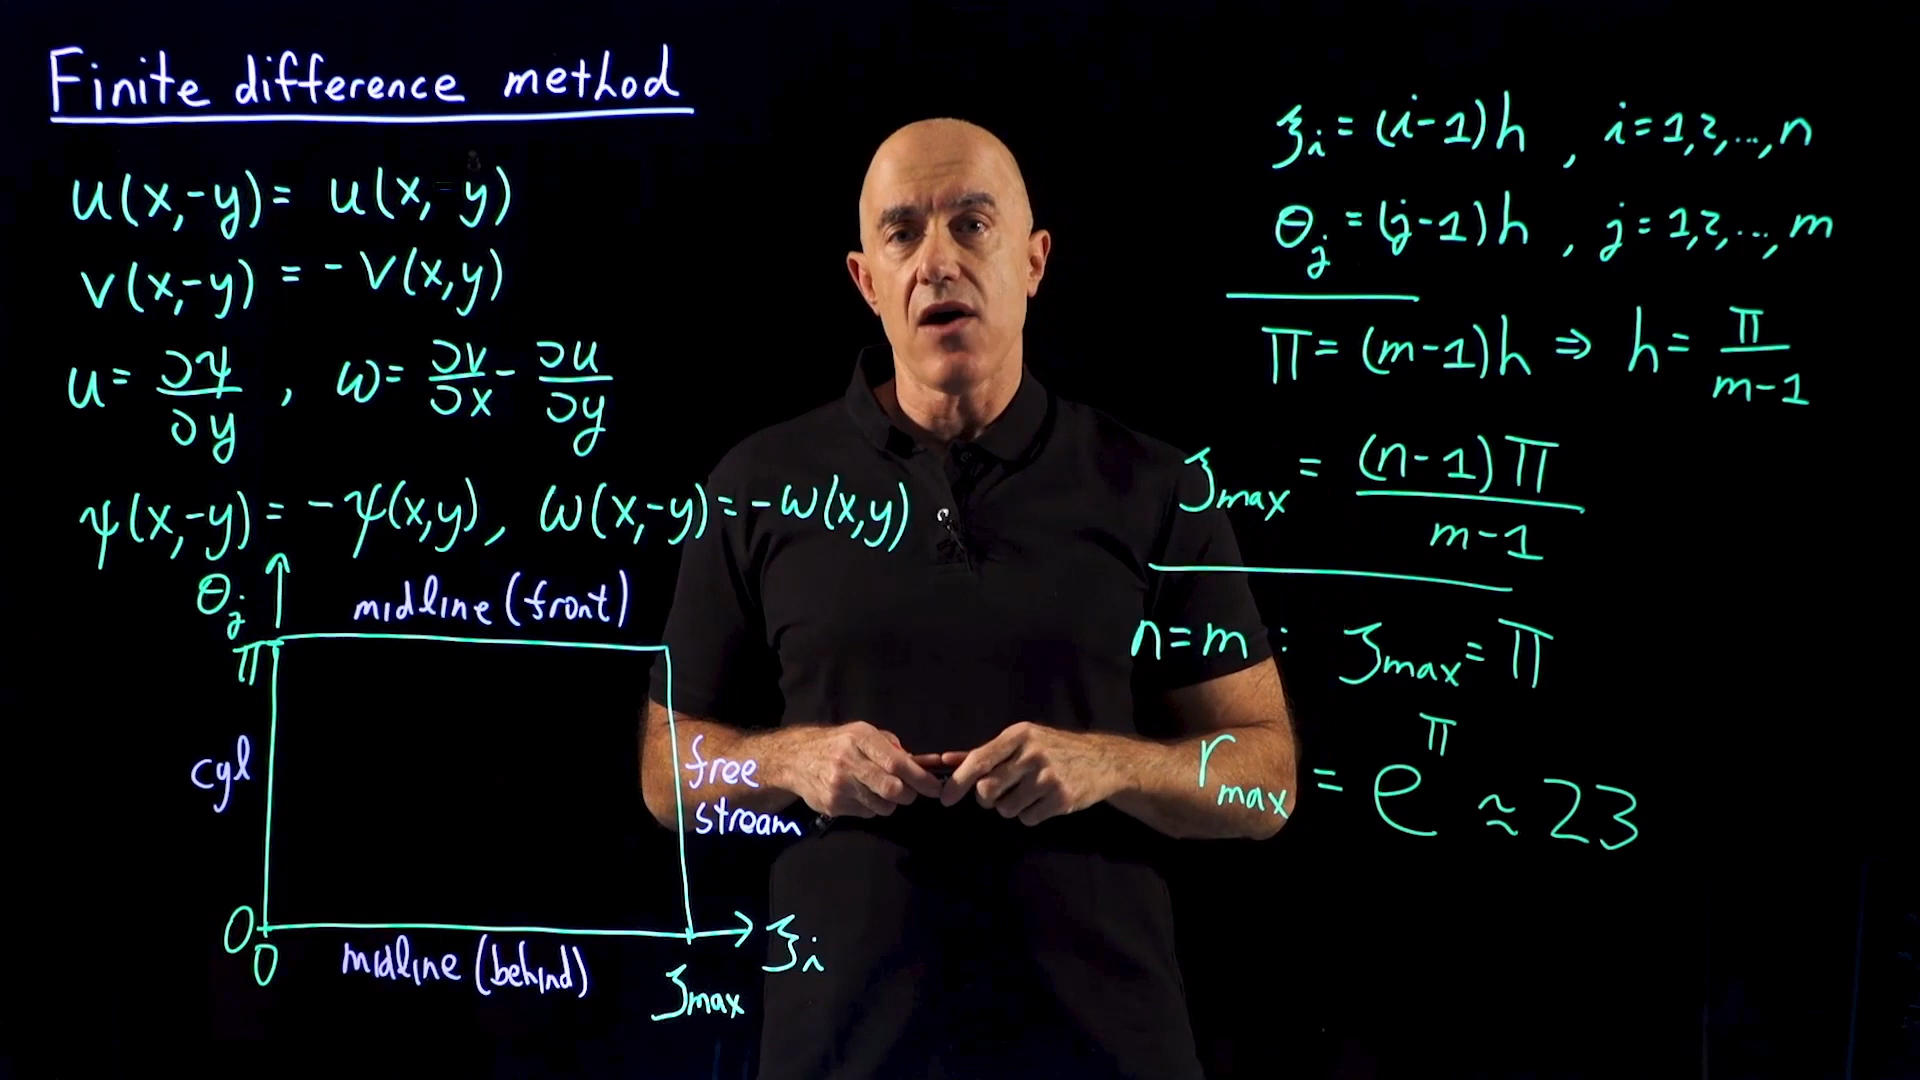 Finite difference method
u(x,-y) = u(x,-y)
v(x,-y) = -v(x,y)
u = ∂ψ/∂y , ω = ∂v/∂x - ∂u/∂y
ψ(x,-y) = -ψ(x,y), ω(x,-y) = -ω(x,y)
θj
midline (front)
π
cyl
free
stream
0
0
midline (behind)
ξmax
ξi
ξi = (i-1)h , i = 1,2,...,n
θj = (j-1)h , j = 1,2,...,m
π = (m-1)h ⇒ h = π/m-1
ξmax = (n-1)π/m-1
n=m : ξmax = π
rmax = e^π ≈ 23